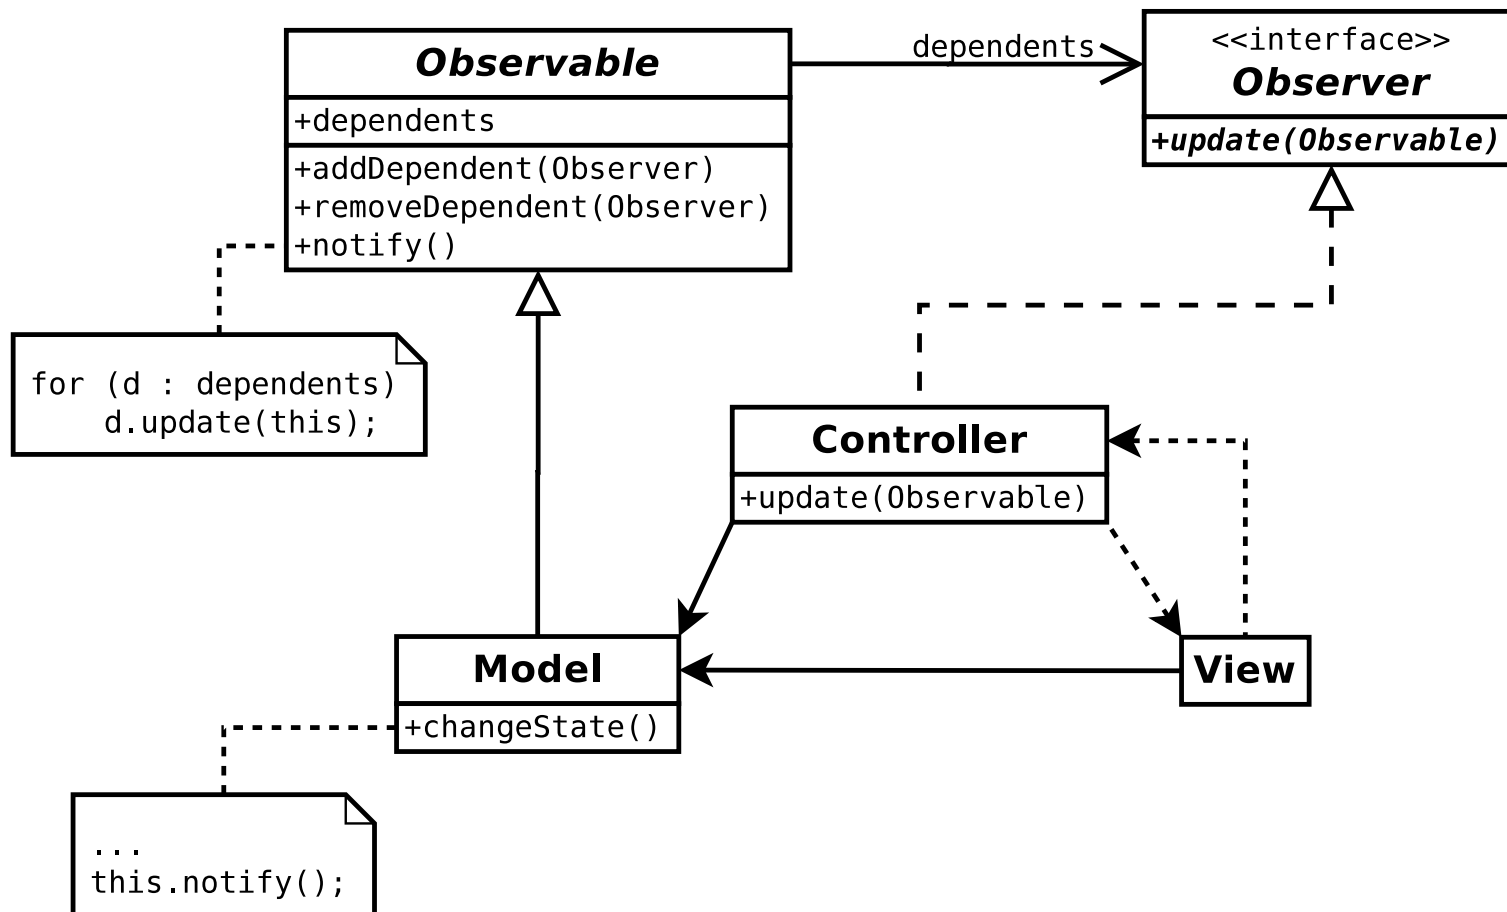 Observable
+dependents
+addDependent(Observer)
+removeDependent(Observer)
+notify()
dependents
<<interface>>
Observer
+update(Observable)
for (d : dependents)
d.update(this);
Controller
+update(Observable)
Model
+changeState()
View
...
this.notify();